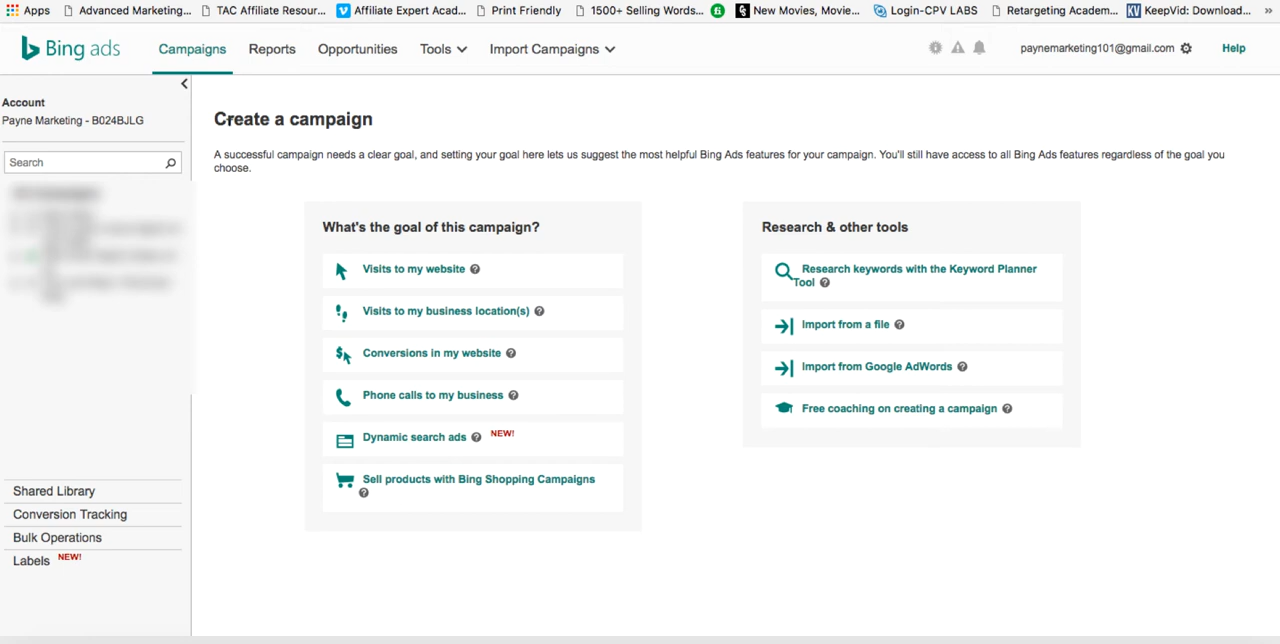 Apps Advanced Marketing... TAC Affiliate Resour... Affiliate Expert Acad... Print Friendly 1500+ Selling Words... New Movies, Movie... Login-CPV LABS Retargeting Academ... KeepVid: Download... »
Bing ads Campaigns Reports Opportunities Tools Import Campaigns paynemarketing101@gmail.com Help
Account
Payne Marketing - B024BJLG
Search
Shared Library
Conversion Tracking
Bulk Operations
Labels NEW!
Create a campaign
A successful campaign needs a clear goal, and setting your goal here lets us suggest the most helpful Bing Ads features for your campaign. You'll still have access to all Bing Ads features regardless of the goal you
choose.
What's the goal of this campaign?
Visits to my website
Visits to my business location(s)
Conversions in my website
Phone calls to my business
Dynamic search ads NEW!
Sell products with Bing Shopping Campaigns
Research & other tools
Research keywords with the Keyword Planner
Tool
Import from a file
Import from Google AdWords
Free coaching on creating a campaign